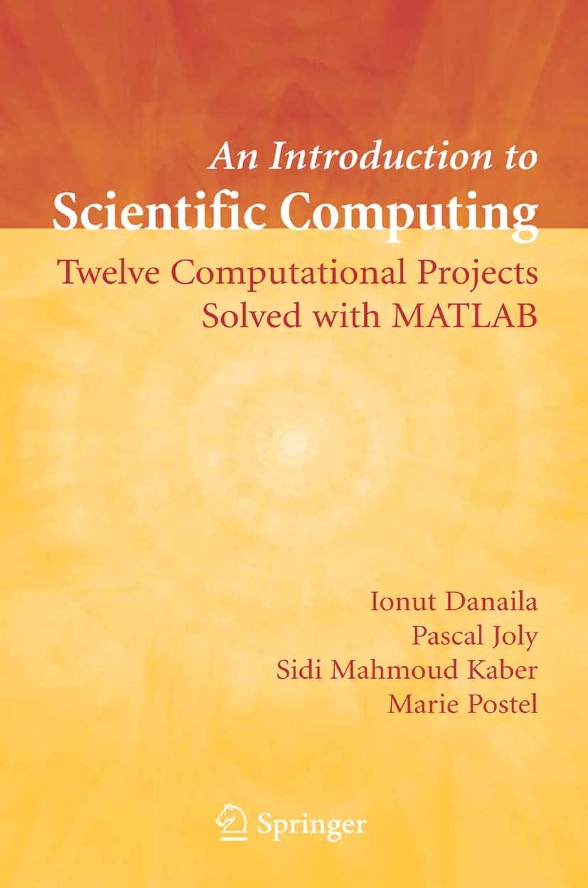 An Introduction to
Scientific Computing
Twelve Computational Projects
Solved with MATLAB
Ionut Danaila
Pascal Joly
Sidi Mahmoud Kaber
Marie Postel
Springer